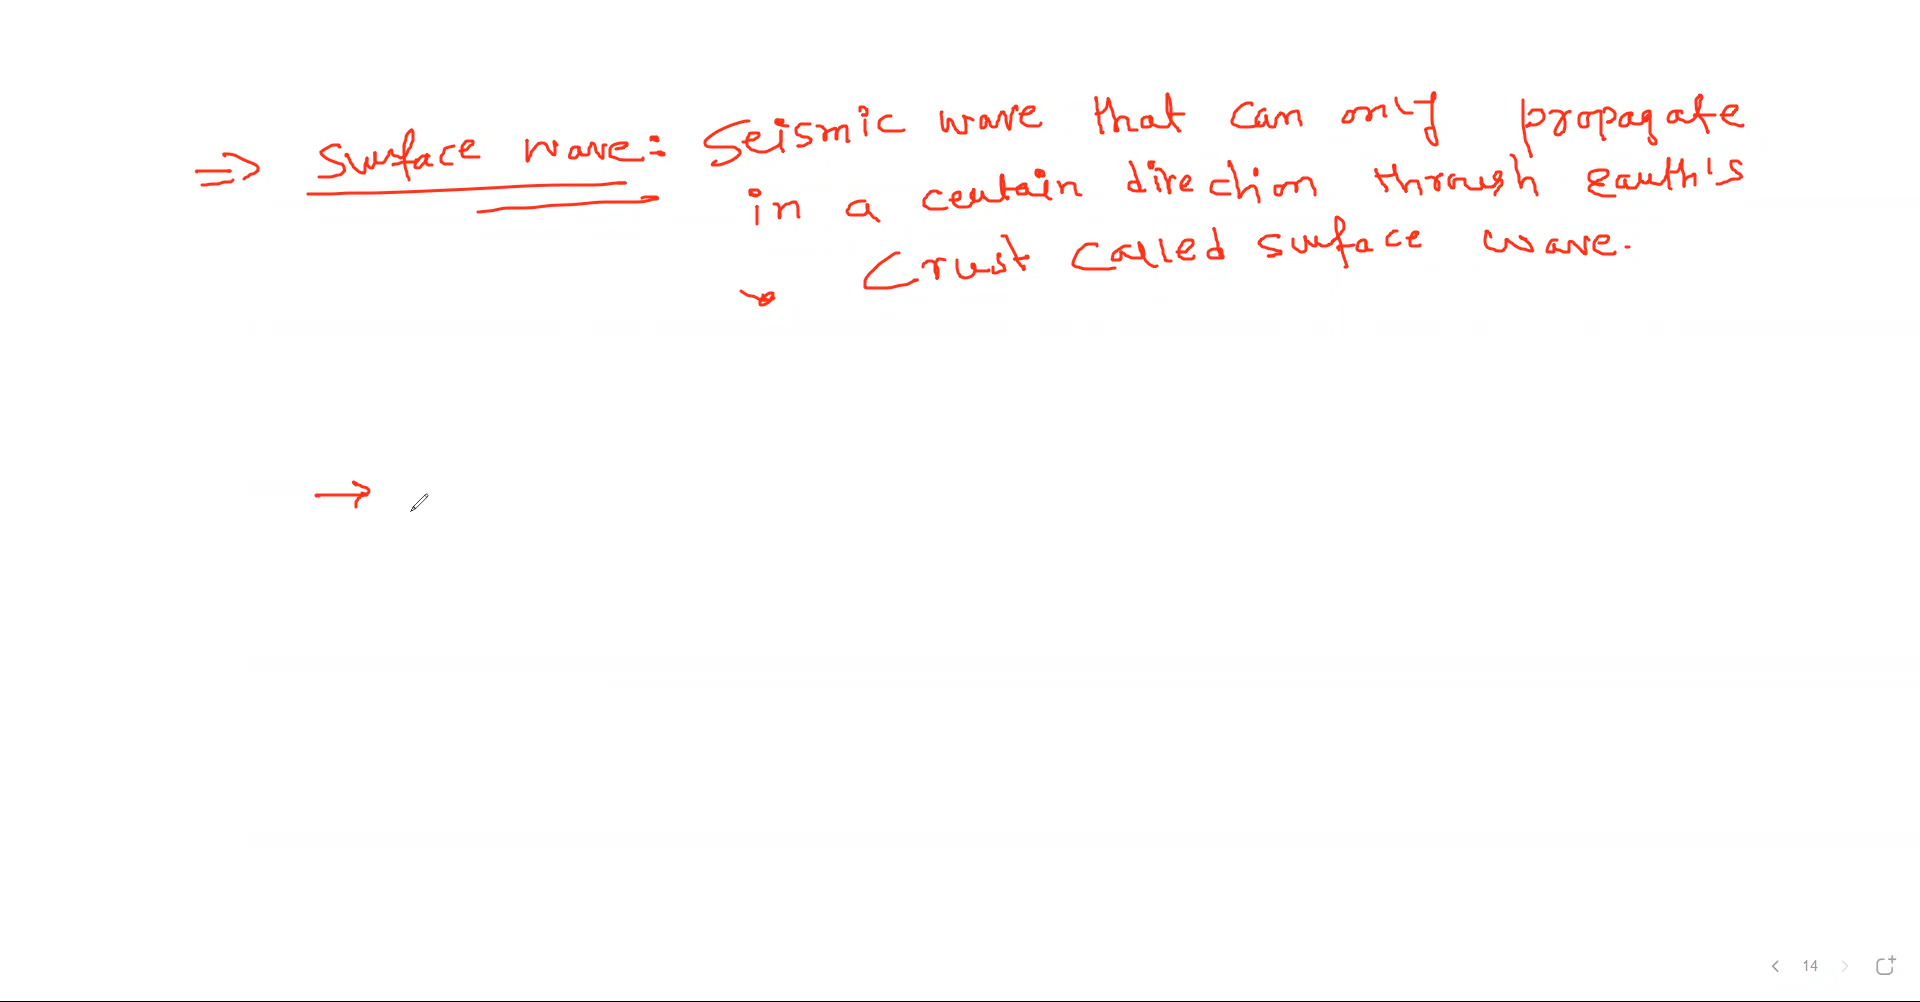 ⇒ Surface wave: Seismic wave that can only propagate
in a certain direction through Earth's
Crust Called surface wave.
→
14